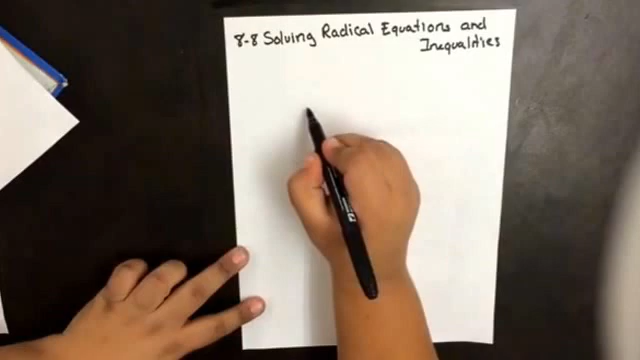 8-8 Solving Radical Equations and
Inequalities